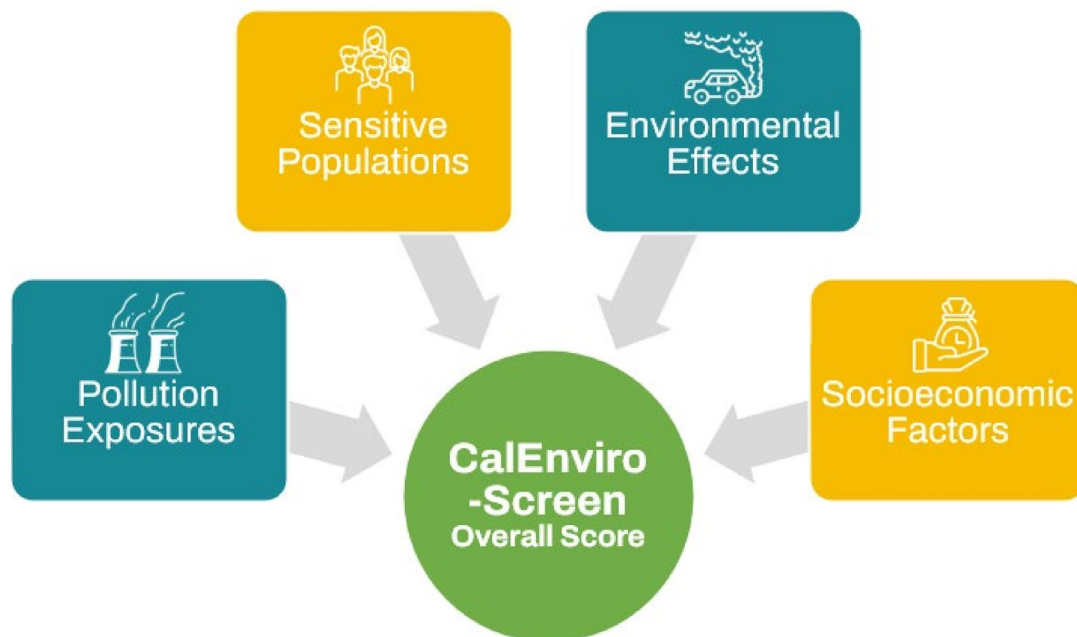 Sensitive
Populations
Environmental
Effects
Pollution
Exposures
Socioeconomic
Factors
CalEnviro
-Screen
Overall Score